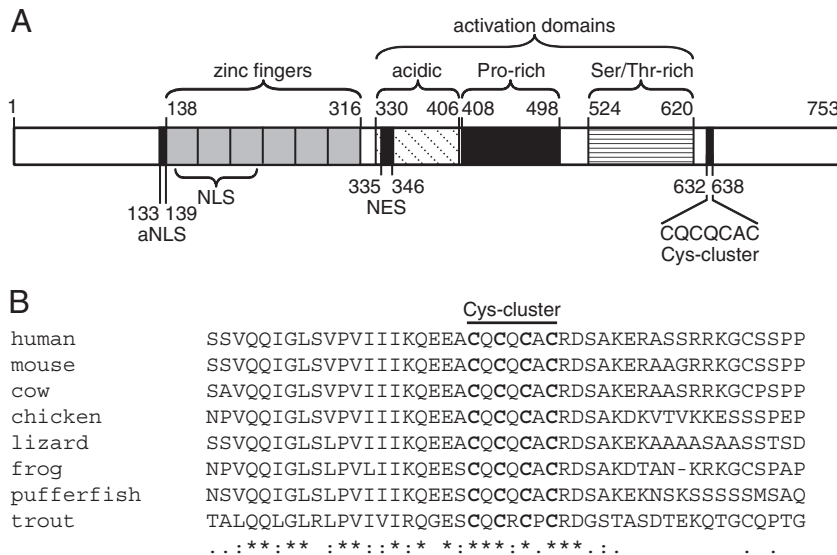 A
activation domains
zinc fingers acidic Pro-rich Ser/Thr-rich
1 138 316 330 406 408 498 524 620 753
NLS 335 346 632 638
133 139 NES
aNLS CQCQCAC
Cys-cluster
B
Cys-cluster
human SSVQQIGLSVPVIIIKQEEACQCQCACRDSAKERASSRRKGCSSPP
mouse SSVQQIGLSVPVIIIKQEEACQCQCACRDSAKERAAGRRKGCSSPP
cow SAVQQIGLSVPVIIIKQEEACQCQCACRDSAKERAASRRKGCPSPP
chicken NPVQQIGLSVPVIIIKQEEACQCQCACRDSAKDKVTVKKESSSPEP
lizard SSVQQIGLSLPVIIIKQEEACQCQCACRDSAKEKAAAASAASSTSD
frog NPVQQIGLSLPVLIIKQEESCQCQCACRDSAKDTAN-KRKGCSPAP
pufferfish NSVQQIGLSLPVIIIKQEESCQCQCACRDSAKEKNSKSSSSSMSAQ
trout TALQQLGLRLPVIVIRQGESCQCRCPCRDGSTASDTEKQTGCQPTG
..:**:** :**::*:* *.:***:*.***.:. . .